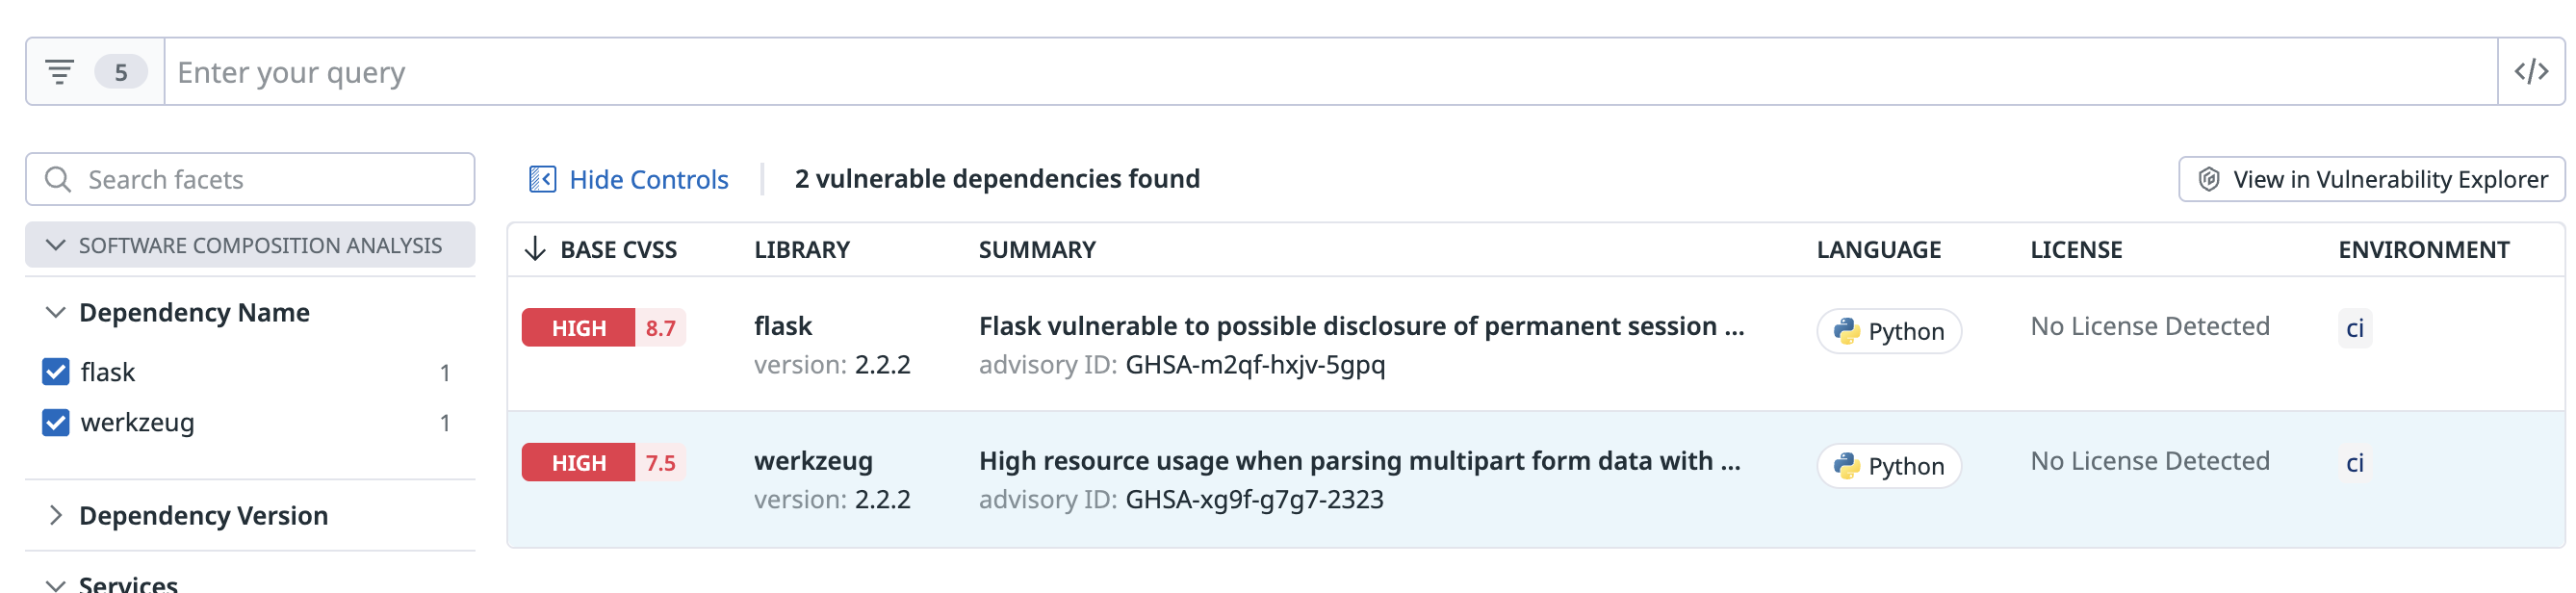 5 Enter your query </>
Search facets
Hide Controls 2 vulnerable dependencies found View in Vulnerability Explorer
SOFTWARE COMPOSITION ANALYSIS
BASE CVSS LIBRARY SUMMARY LANGUAGE LICENSE ENVIRONMENT
Dependency Name
flask 1
werkzeug 1
Dependency Version
Services
HIGH 8.7 flask Flask vulnerable to possible disclosure of permanent session ... Python No License Detected ci
version: 2.2.2 advisory ID: GHSA-m2qf-hxjv-5gpq
HIGH 7.5 werkzeug High resource usage when parsing multipart form data with ... Python No License Detected ci
version: 2.2.2 advisory ID: GHSA-xg9f-g7g7-2323